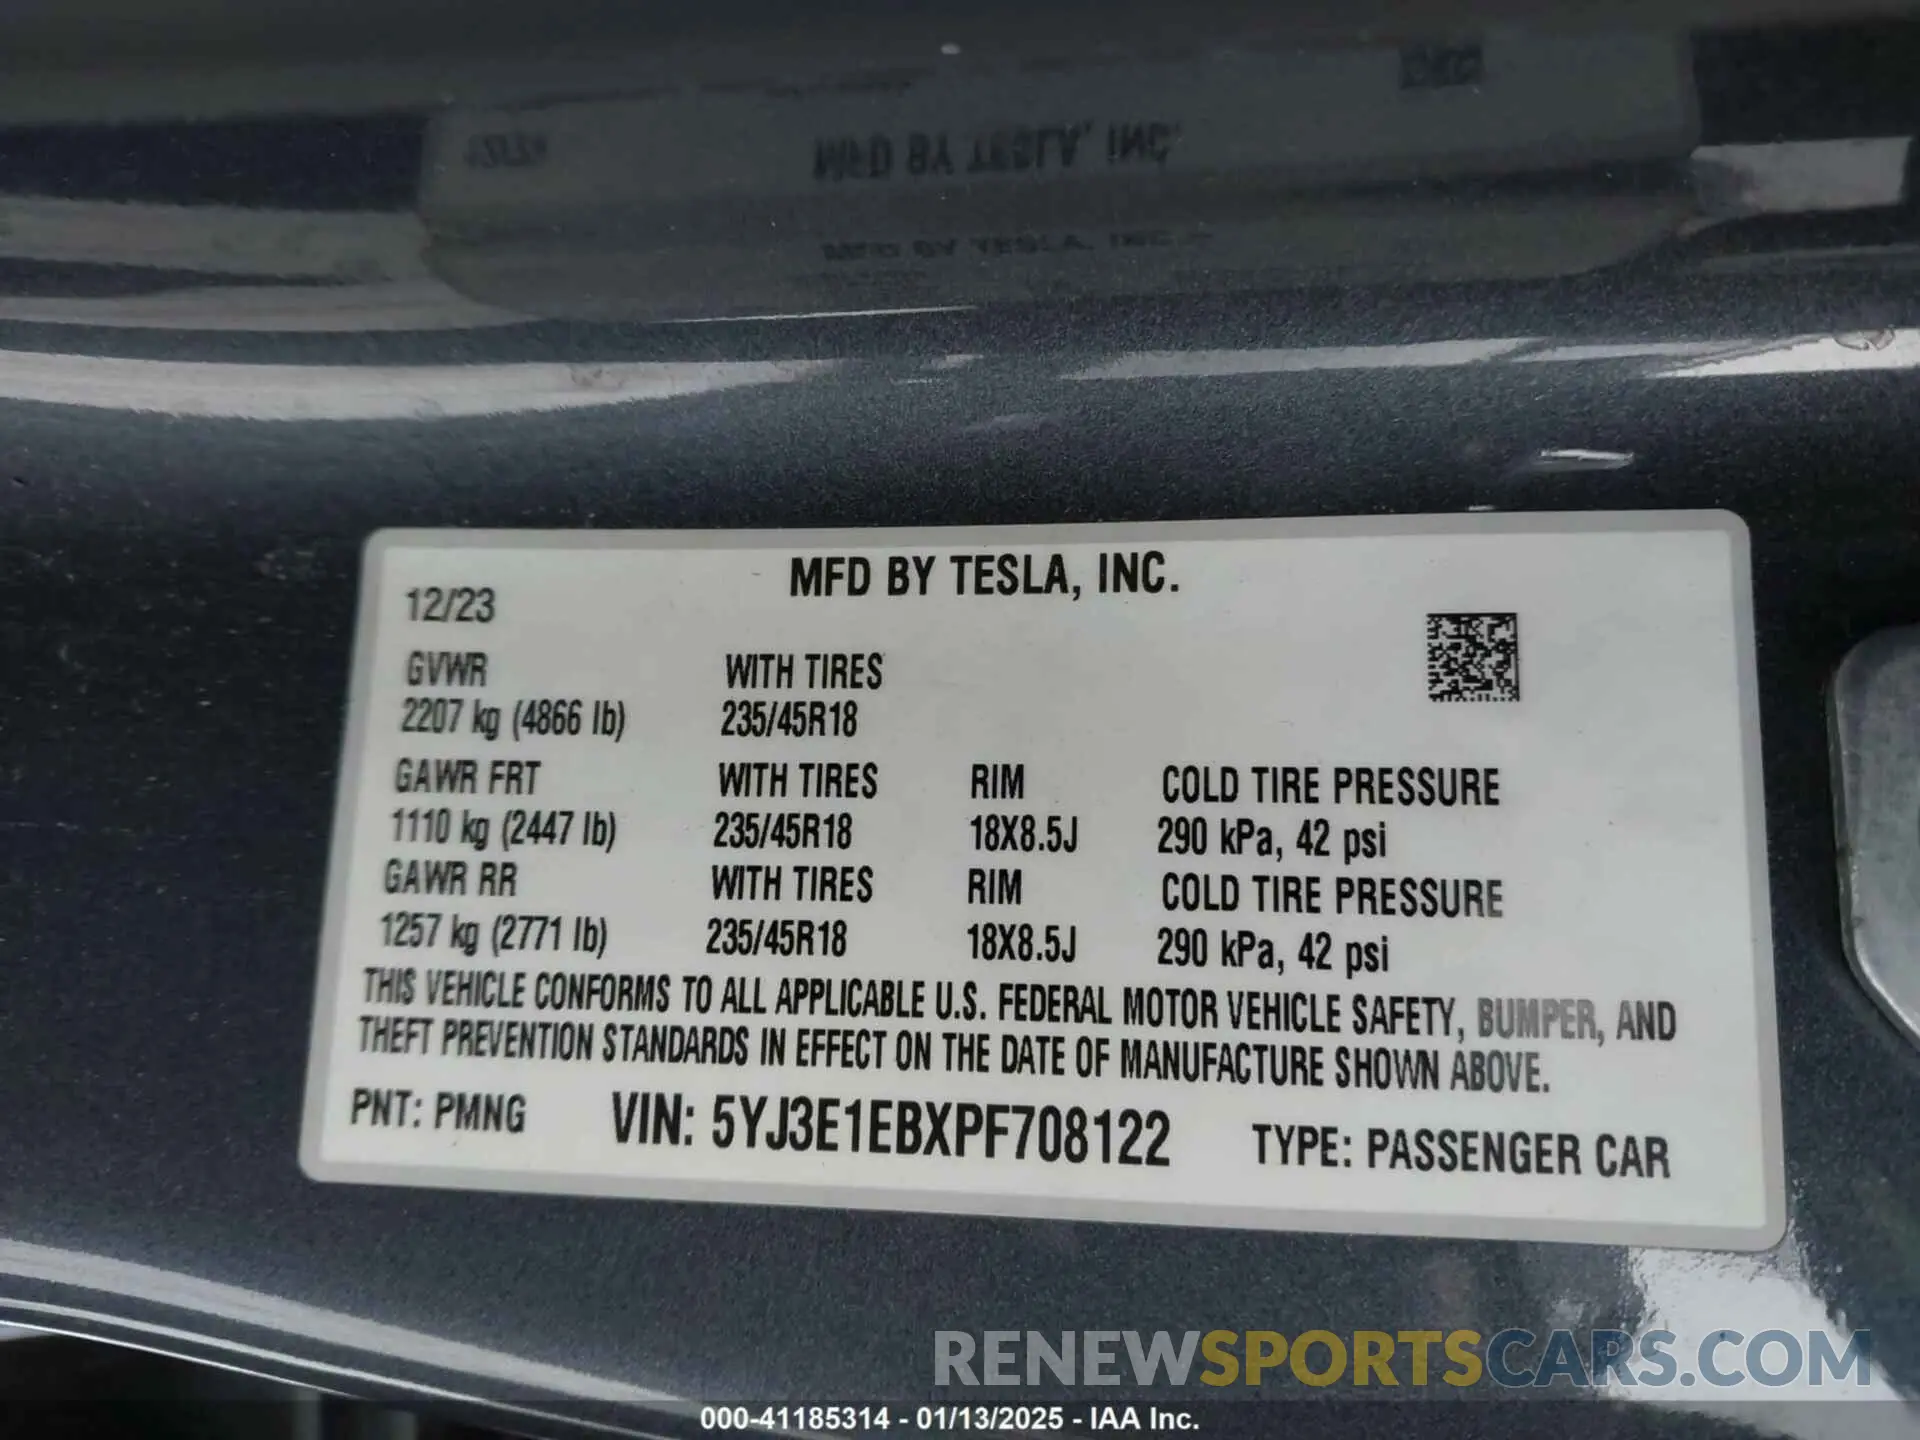 MFD BY TESLA, INC.
12/23
GVWR WITH TIRES
2207 kg (4866 lb) 235/45R18
GAWR FRT WITH TIRES RIM COLD TIRE PRESSURE
1110 kg (2447 lb) 235/45R18 18X8.5J 290 kPa, 42 psi
GAWR RR WITH TIRES RIM COLD TIRE PRESSURE
1257 kg (2771 lb) 235/45R18 18X8.5J 290 kPa, 42 psi
THIS VEHICLE CONFORMS TO ALL APPLICABLE U.S. FEDERAL MOTOR VEHICLE SAFETY, BUMPER, AND
THEFT PREVENTION STANDARDS IN EFFECT ON THE DATE OF MANUFACTURE SHOWN ABOVE.
PNT: PMNG VIN: 5YJ3E1EBXPF708122 TYPE: PASSENGER CAR
RENEWSPORTSCARS.COM
000-41185314 - 01/13/2025 - IAA Inc.